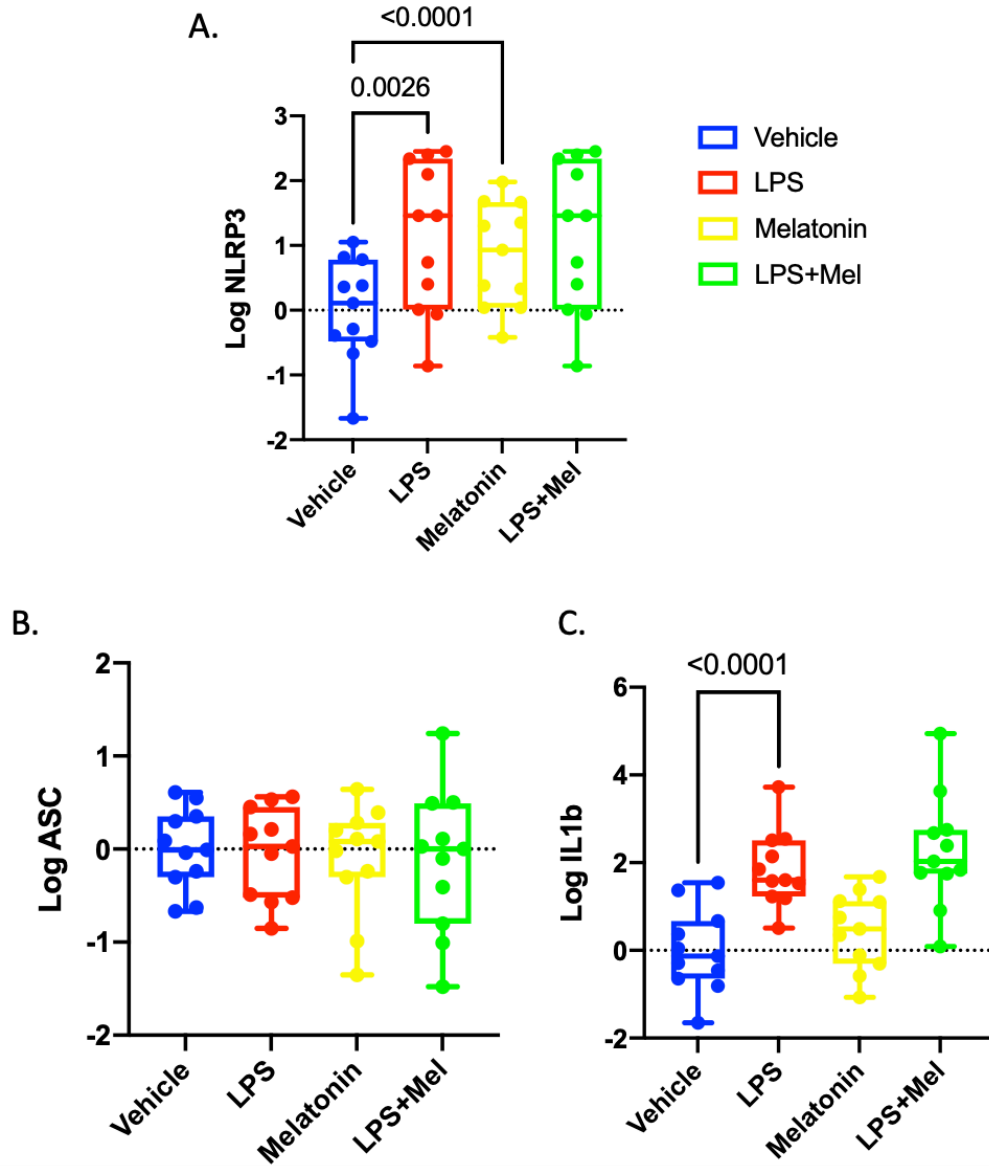 A.
<0.0001
0.0026
3
2
1
0
-1
-2
Log NLRP3
Vehicle
LPS
Melatonin
LPS+Mel
Vehicle
LPS
Melatonin
LPS+Mel
B.
2
1
0
-1
-2
Log ASC
Vehicle
LPS
Melatonin
LPS+Mel
C.
<0.0001
6
4
2
0
-2
Log IL1b
Vehicle
LPS
Melatonin
LPS+Mel